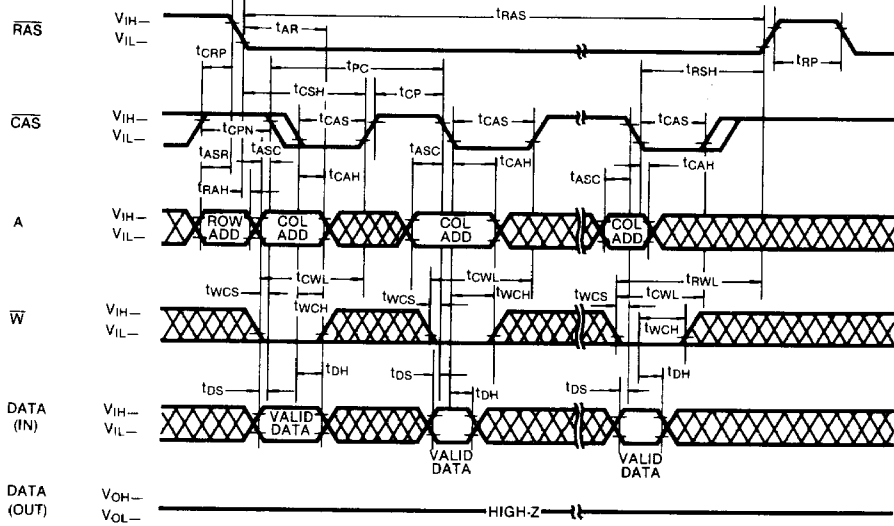 RAS VIH— tRAS
VIL— tAR
tCRP tPC tRSH tRP
tCSH tCP
CAS VIH— tCAS tCAS tCAS
VIL— tCPN
tASC tASC tCAH tCAH
tASR tCAH tASC
tRAH
A VIH— ROW ADD COL ADD COL ADD COL ADD
VIL—
tCWL tCWL tRWL
tWCS tWCH tWCS tWCH tWCS tCWL
W VIH— tWCH
VIL—
tDS tDH tDS tDH tDS tDH
DATA (IN) VIH— VALID DATA
VIL—
VALID DATA VALID DATA
DATA (OUT) VOH—
VOL— HIGH-Z